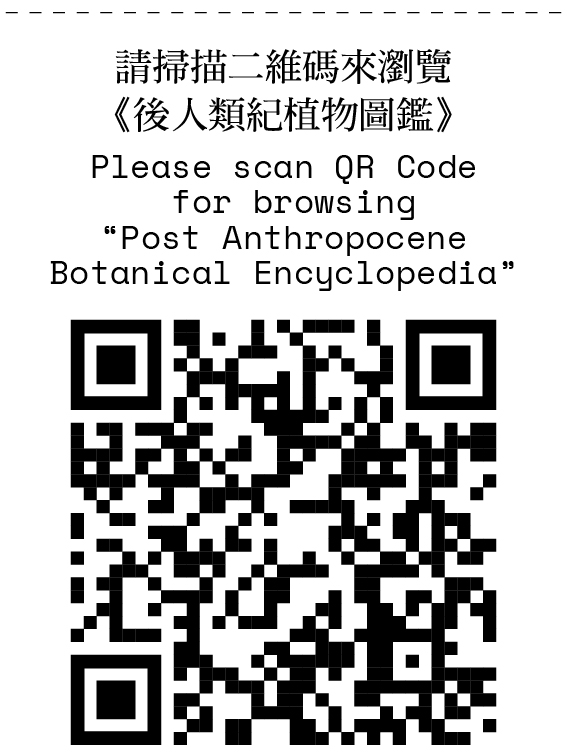 請掃描二維碼來瀏覽
《後人類紀植物圖鑑》
Please scan QR Code
for browsing
“Post Anthropocene
Botanical Encyclopedia”